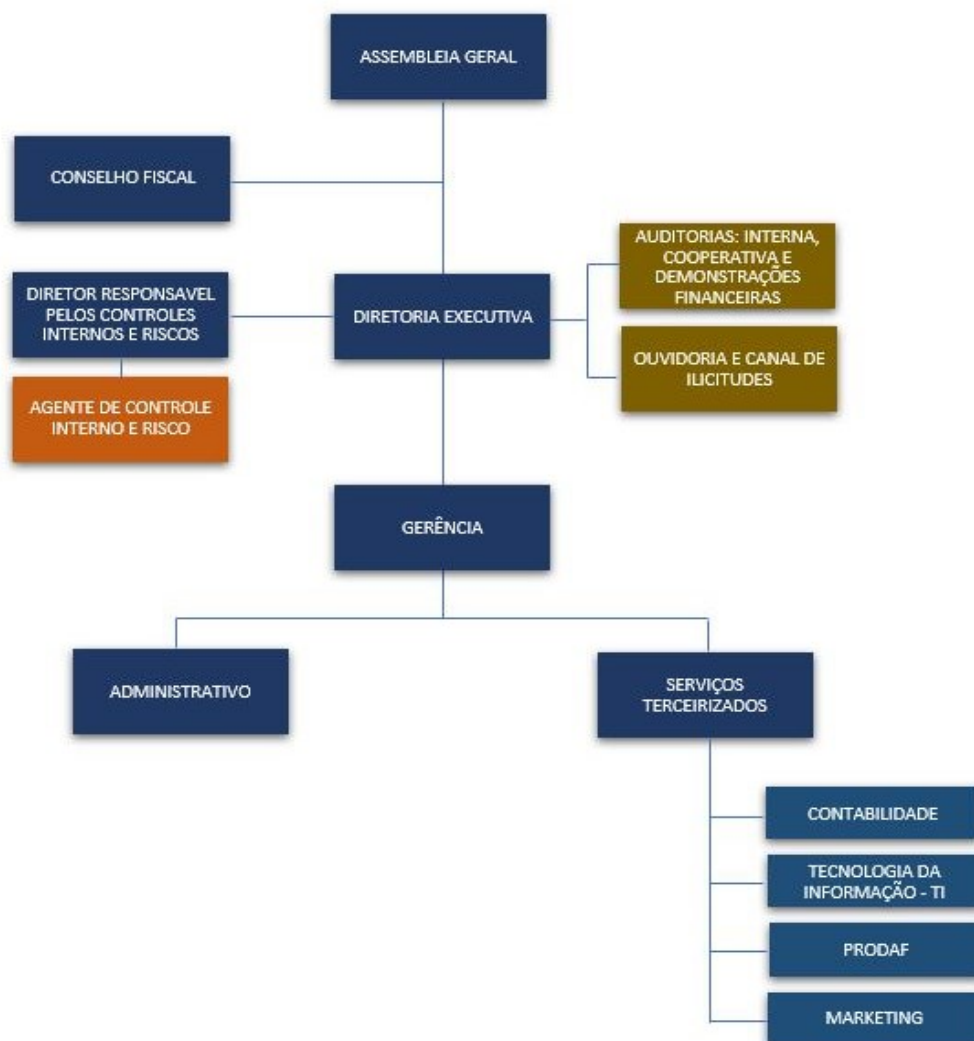 ASSEMBLEIA GERAL
CONSELHO FISCAL
AUDITORIAS: INTERNA,
COOPERATIVA E
DEMONSTRAÇÕES
FINANCEIRAS
DIRETOR RESPONSAVEL
PELOS CONTROLES
INTERNOS E RISCOS
DIRETORIA EXECUTIVA
OUVIDORIA E CANAL DE
ILICITUDES
AGENTE DE CONTROLE
INTERNO E RISCO
GERÊNCIA
ADMINISTRATIVO
SERVIÇOS
TERCEIRIZADOS
CONTABILIDADE
TECNOLOGIA DA
INFORMAÇÃO - TI
PRODAF
MARKETING